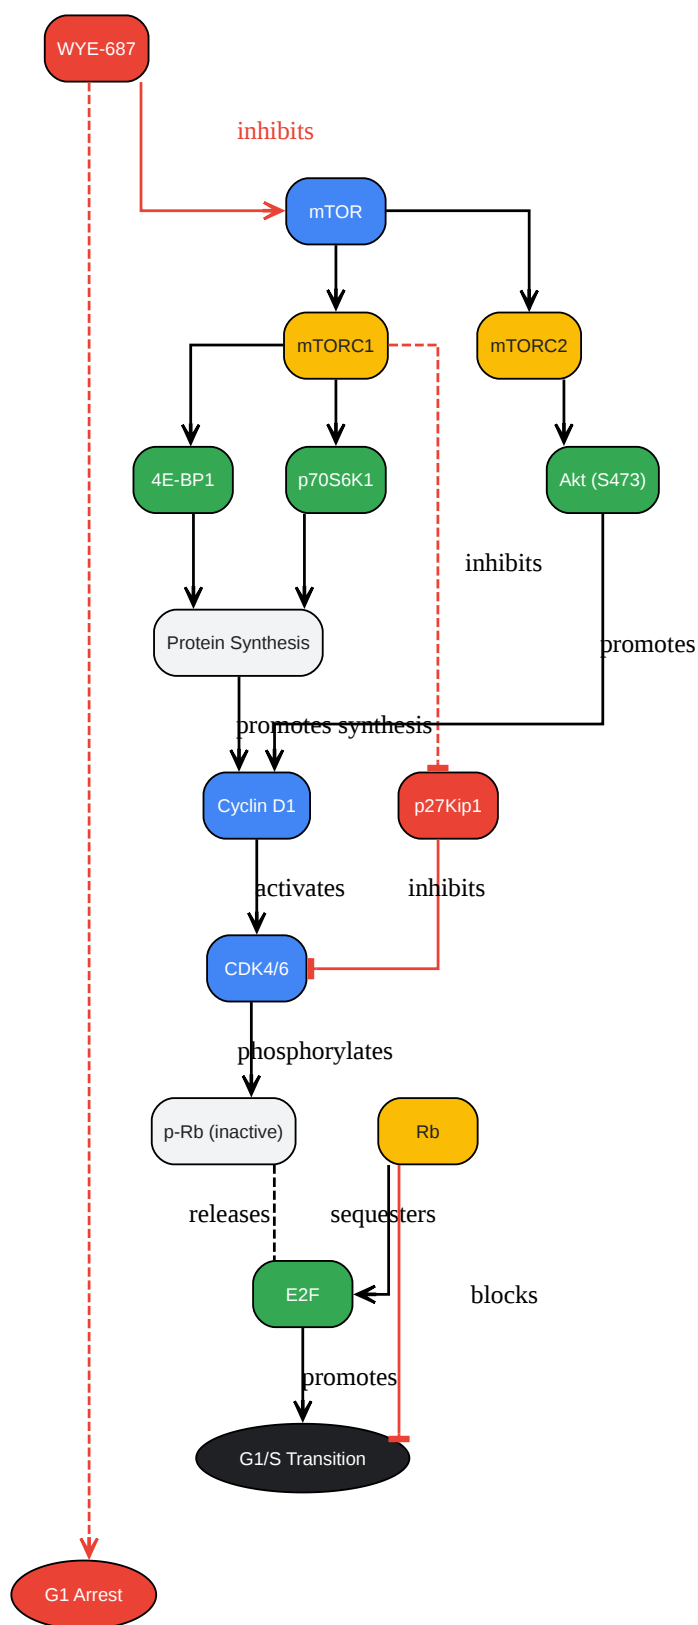 WYE-687
inhibits
mTOR
mTORC1
mTORC2
4E-BP1
p70S6K1
Akt (S473)
inhibits
Protein Synthesis
promotes
promotes synthesis
Cyclin D1
p27Kip1
activates
inhibits
CDK4/6
phosphorylates
p-Rb (inactive)
Rb
releases
sequesters
E2F
blocks
promotes
G1/S Transition
G1 Arrest